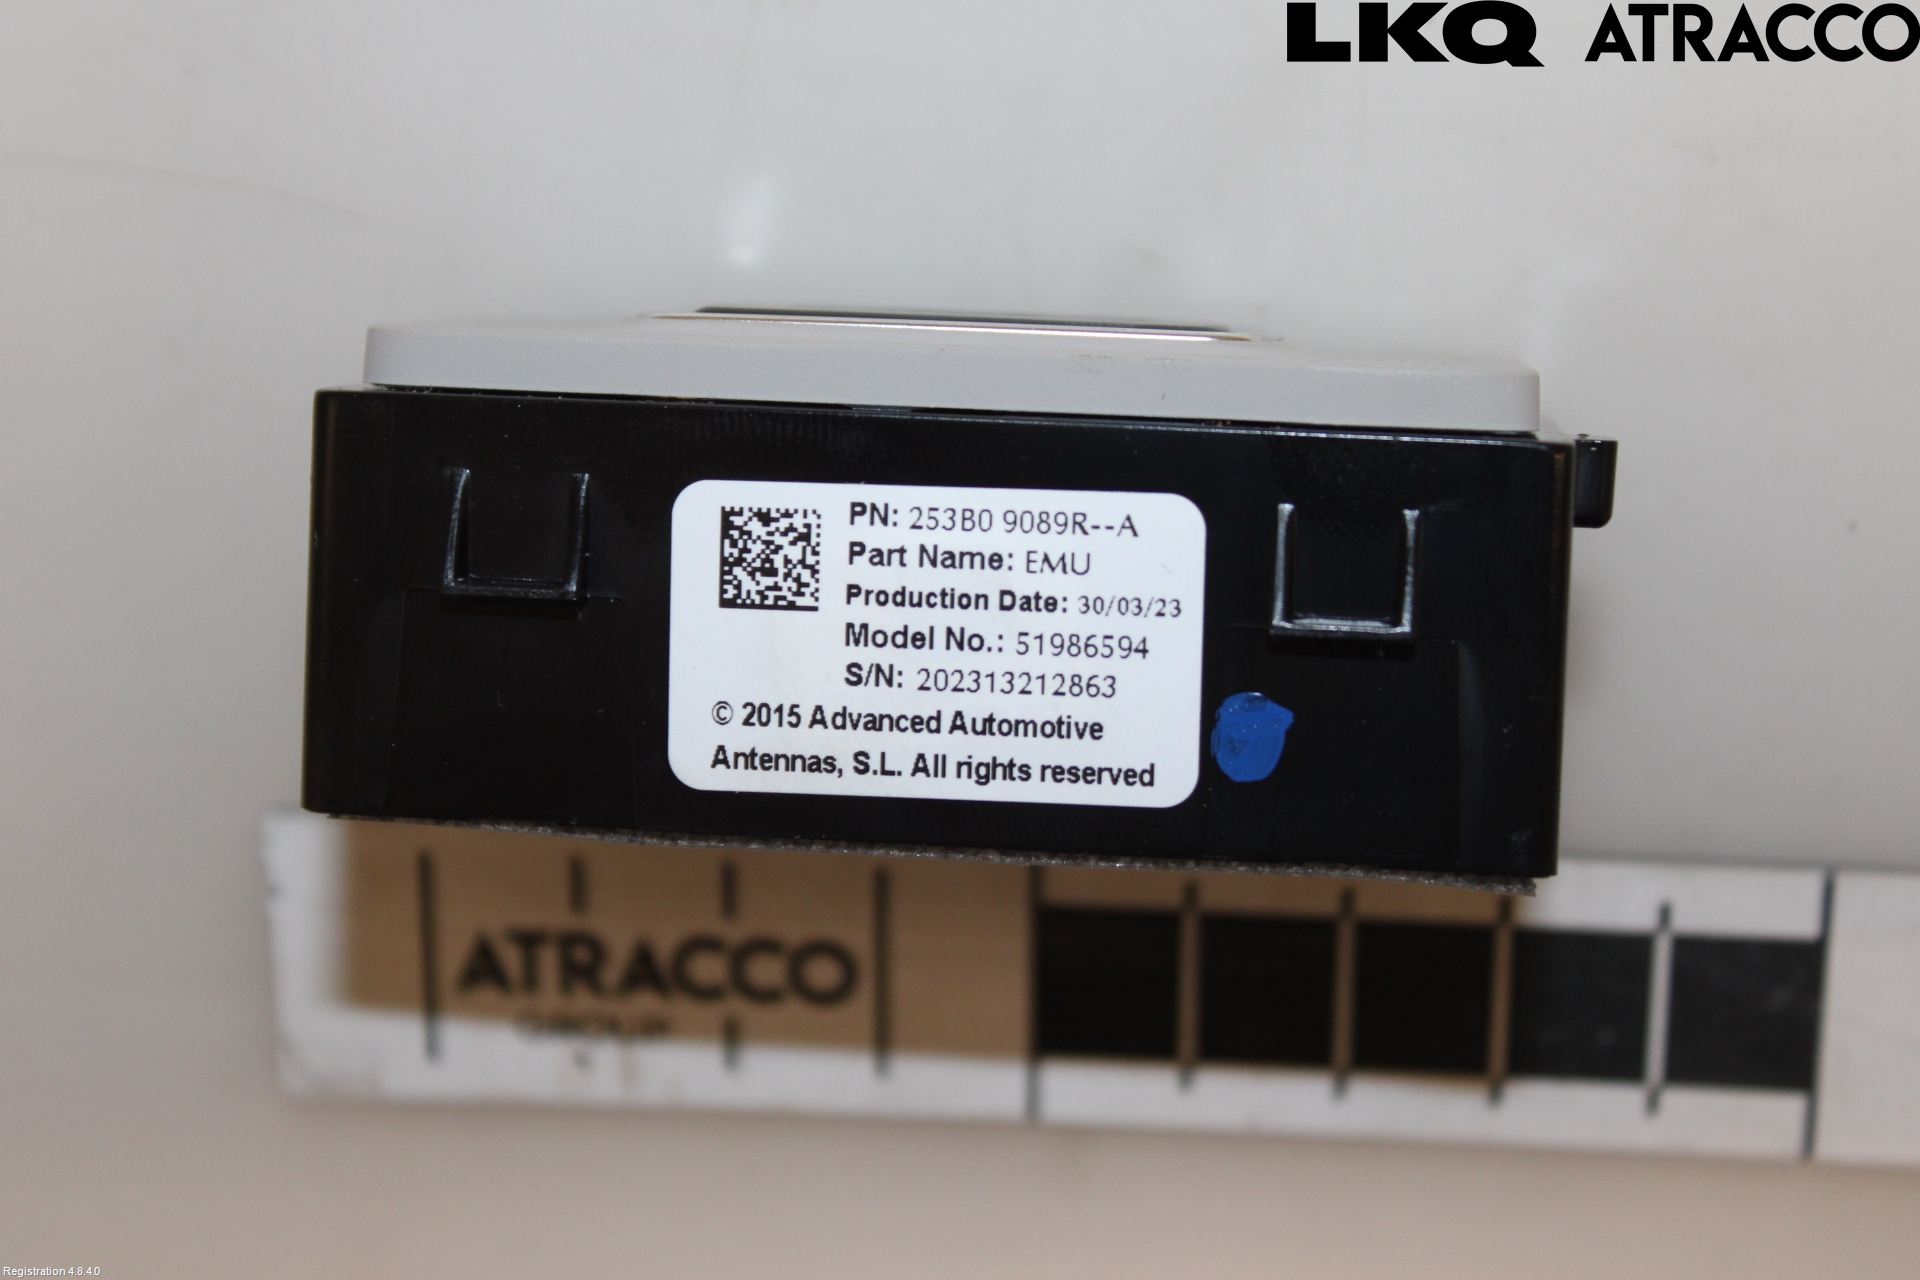 LKQ ATRACCO
PN: 253B0 9089R--A
Part Name: EMU
Production Date: 30/03/23
Model No.: 51986594
S/N: 202313212863
© 2015 Advanced Automotive
Antennas, S.L. All rights reserved
ATRACCO
GROUP
Registration 4.8.4.0